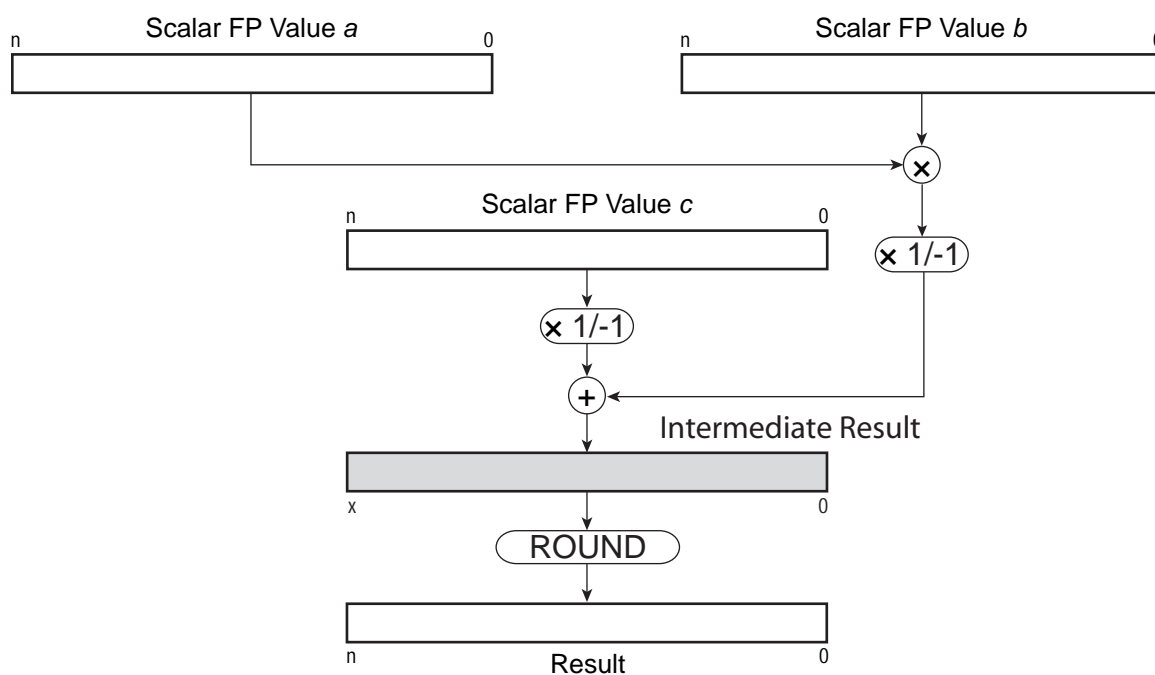 Scalar FP Value a
Scalar FP Value b
n 0
n 0
×
Scalar FP Value c
n 0
× 1/-1
× 1/-1
+
Intermediate Result
x 0
ROUND
n 0
Result